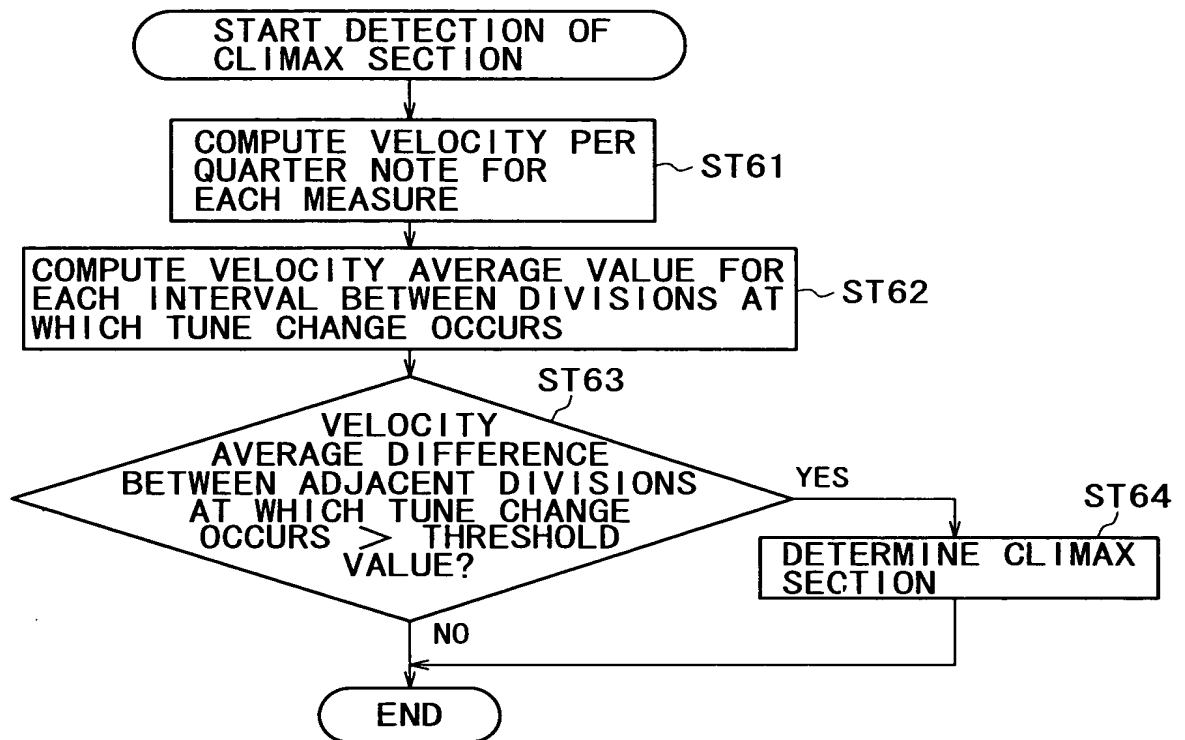 START DETECTION OF
CLIMAX SECTION
COMPUTE VELOCITY PER
QUARTER NOTE FOR
EACH MEASURE
ST61
COMPUTE VELOCITY AVERAGE VALUE FOR
EACH INTERVAL BETWEEN DIVISIONS AT
WHICH TUNE CHANGE OCCURS
ST62
ST63
VELOCITY
AVERAGE DIFFERENCE
BETWEEN ADJACENT DIVISIONS
AT WHICH TUNE CHANGE
OCCURS > THRESHOLD
VALUE?
YES
ST64
DETERMINE CLIMAX
SECTION
NO
END